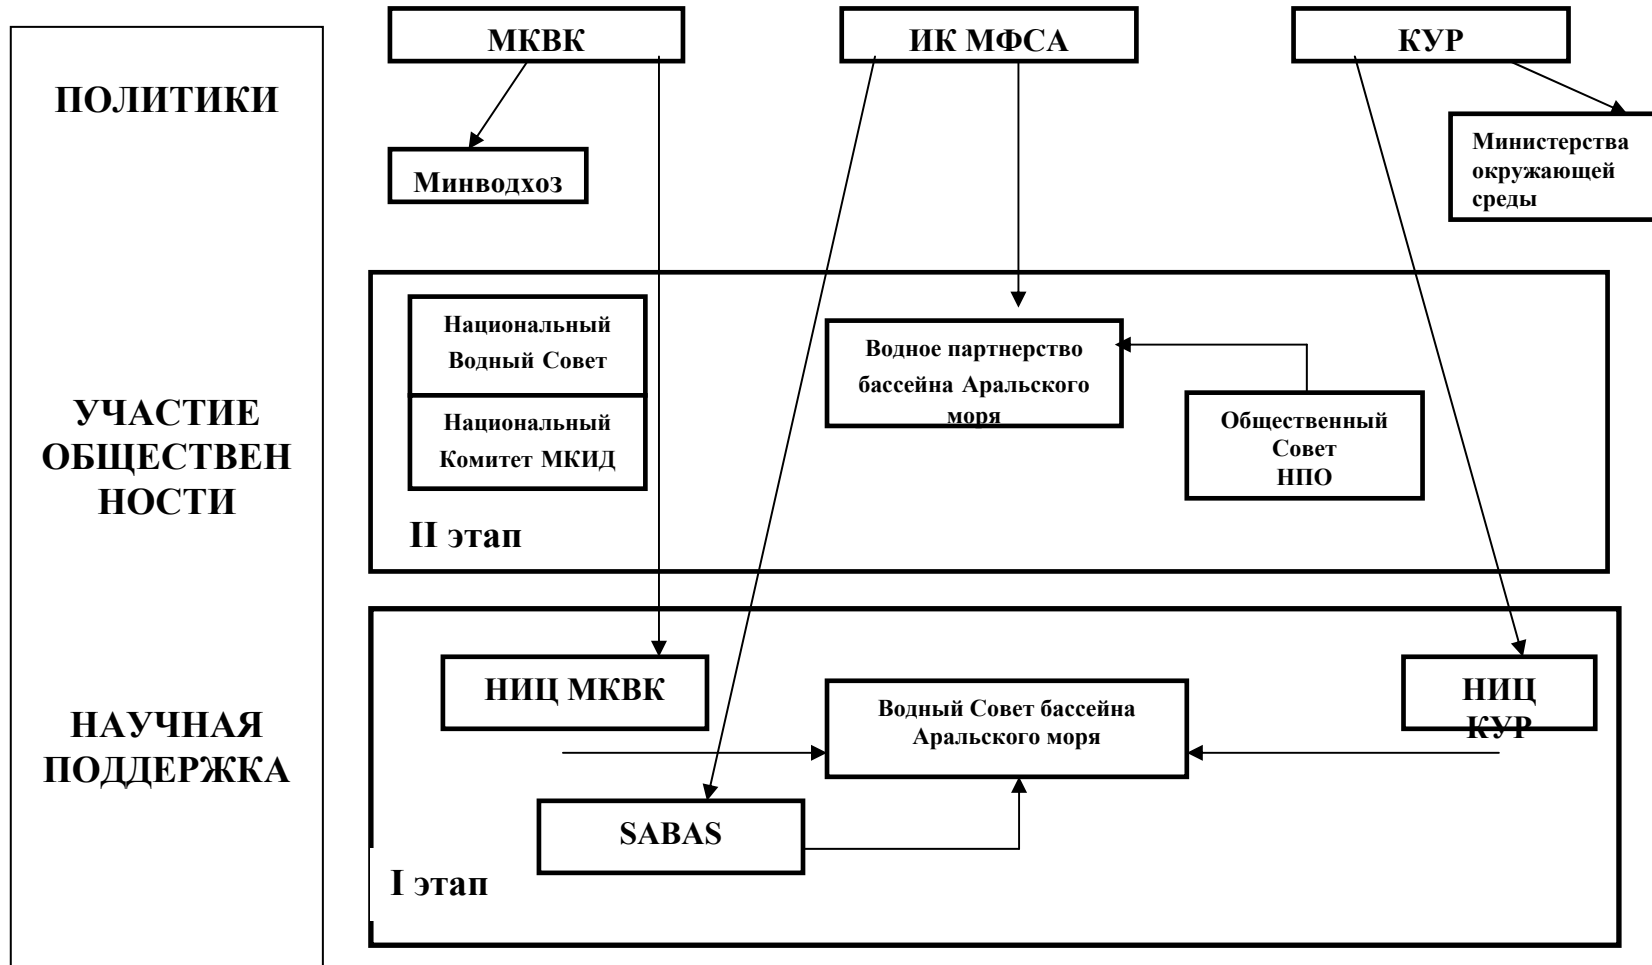 МКВК
ИК МФСА
КУР
ПОЛИТИКИ
Минводхоз
Министерства
окружающей
среды
Национальный
Водный Совет
Национальный
Комитет МКИД
Водное партнерство
бассейна Аральского
моря
Общественный
Совет
НПО
УЧАСТИЕ
ОБЩЕСТВЕН
НОСТИ
II этап
НИЦ МКВК
Водный Совет бассейна
Аральского моря
НИЦ
КУР
НАУЧНАЯ
ПОДДЕРЖКА
SABAS
I этап